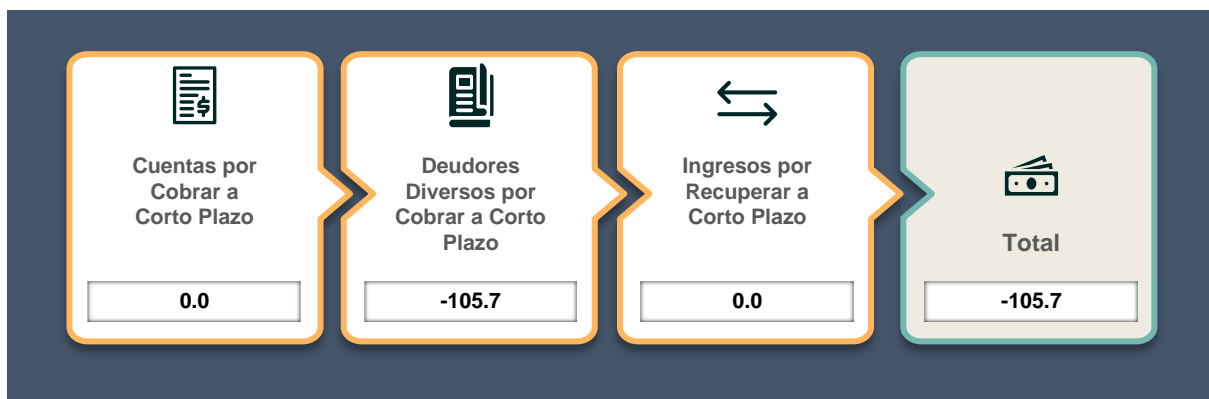 Cuentas por
Cobrar a
Corto Plazo
0.0
Deudores
Diversos por
Cobrar a Corto
Plazo
-105.7
Ingresos por
Recuperar a
Corto Plazo
0.0
Total
-105.7